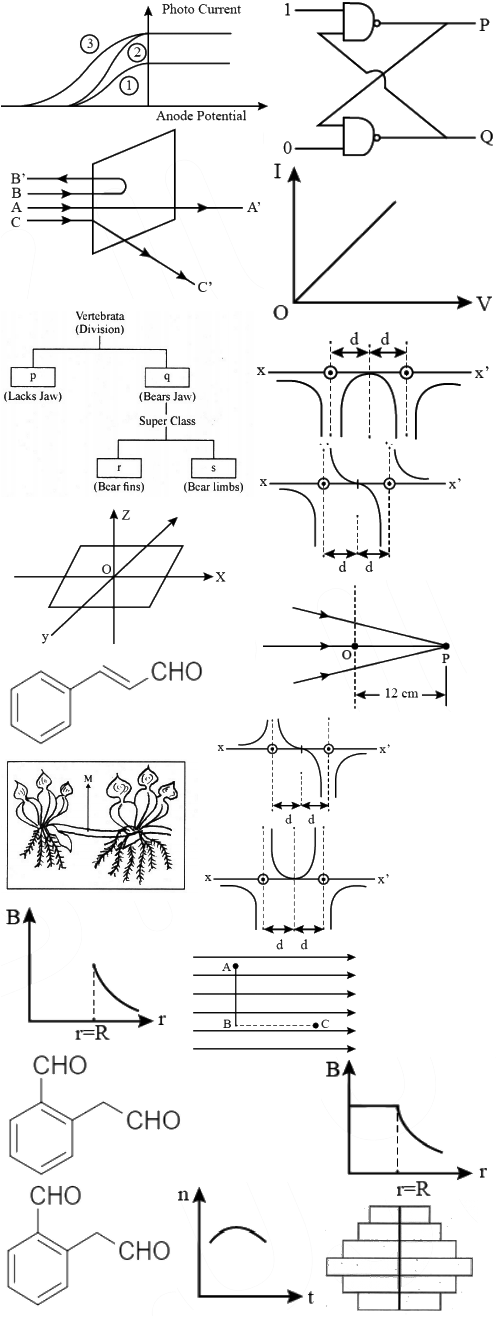 Photo Current
3
2
1
Anode Potential
1
P
Q
0
B'
B
A
A'
C
C'
I
O
V
Vertebrata
(Division)
p
q
(Lacks Jaw)
(Bears Jaw)
Super Class
r
s
(Bear fins)
(Bear limbs)
d d
x x'
x x'
d d
Z
O
X
y
O
P
12 cm
CHO
x x'
d d
M
x x'
d d
B
r
r=R
A
B
C
CHO
CHO
B
r
r=R
CHO
CHO
n
t